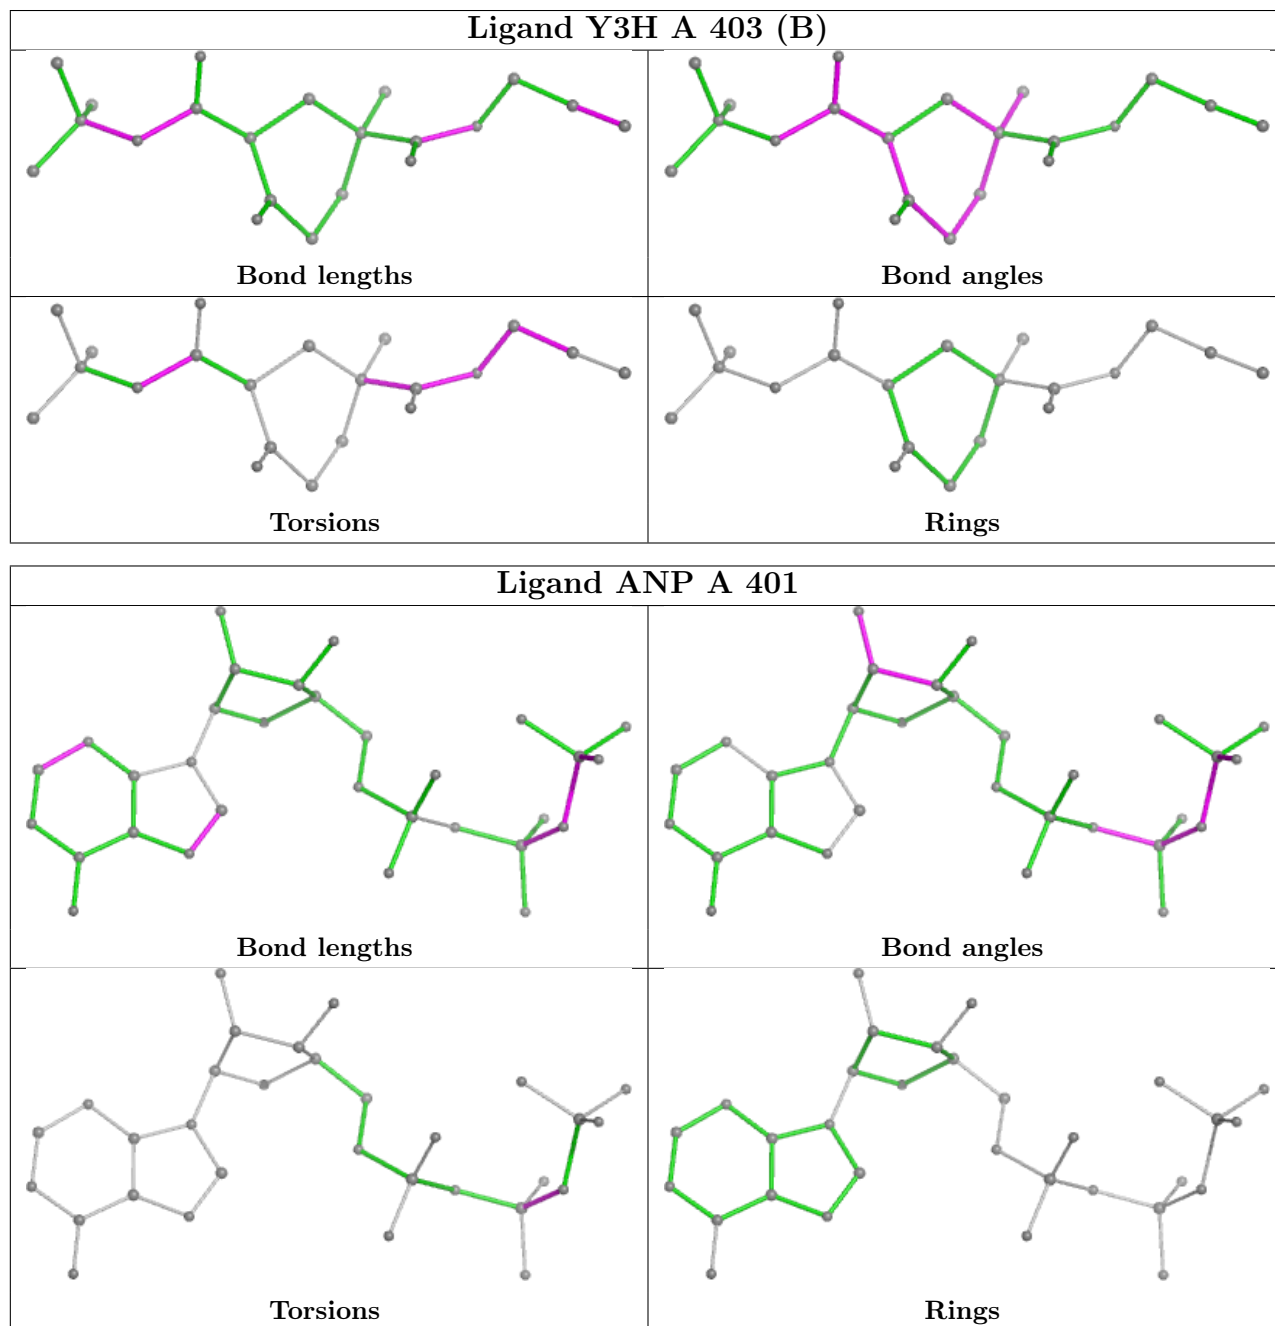 Ligand Y3H A 403 (B)
Bond lengths
Bond angles
Torsions
Rings
Ligand ANP A 401
Bond lengths
Bond angles
Torsions
Rings